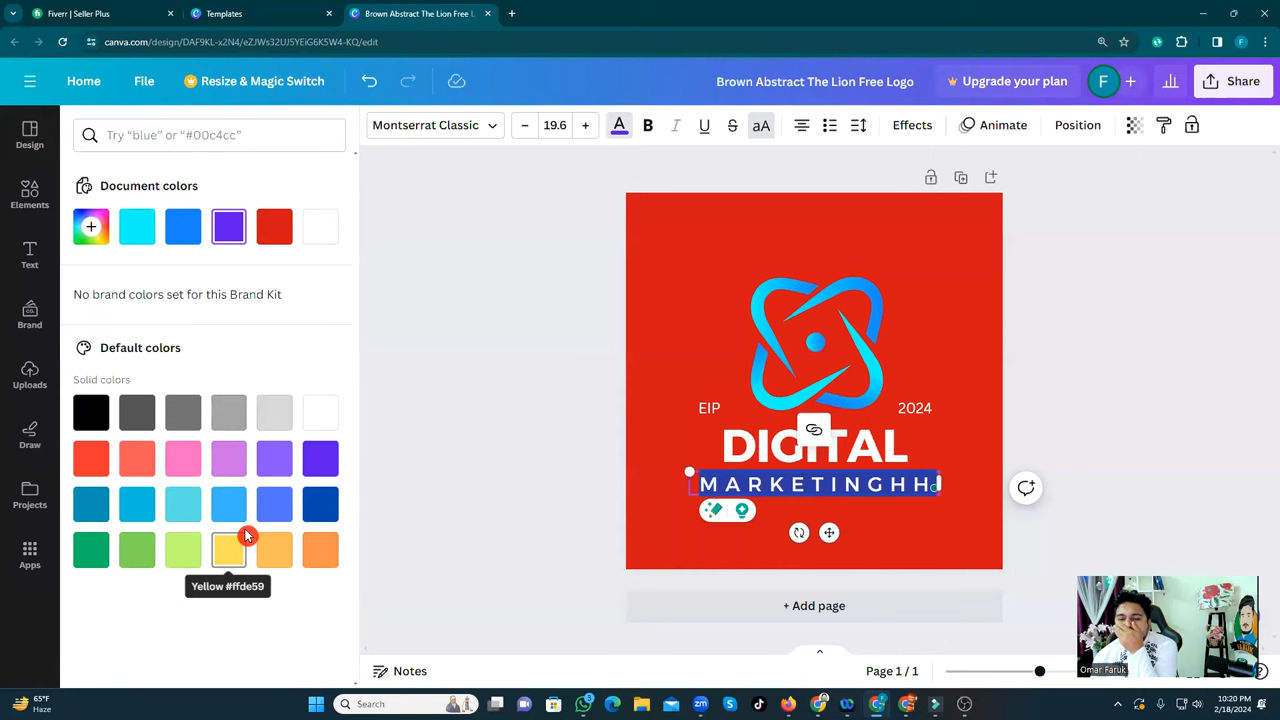 Fiverr | Seller Plus
Templates
Brown Abstract The Lion Free L
canva.com/design/DAF9KL-x2N4/eZJWs32UJ5YEiG6K5W4-KQ/edit
Home
File
Resize & Magic Switch
Brown Abstract The Lion Free Logo
Upgrade your plan
F
Share
Design
Elements
Text
Brand
Uploads
Draw
Projects
Apps
Try “blue” or “#00c4cc”
Montserrat Classic
19.6
A
B
I
U
S
aA
Effects
Animate
Position
Document colors
No brand colors set for this Brand Kit
Default colors
Solid colors
Yellow #ffde59
EIP
2024
DIGITAL
MARKETINGHH
+ Add page
Notes
Page 1 / 1
Omar Faruk
65°F
Haze
Search
10:20 PM
2/13/2024